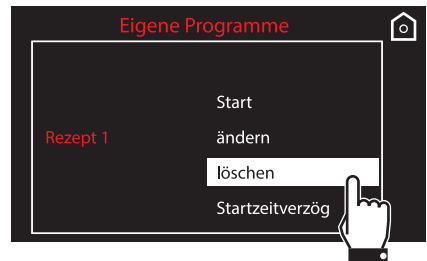 Eigene Programme
Start
Rezept 1
ändern
löschen
Startzeitverzög